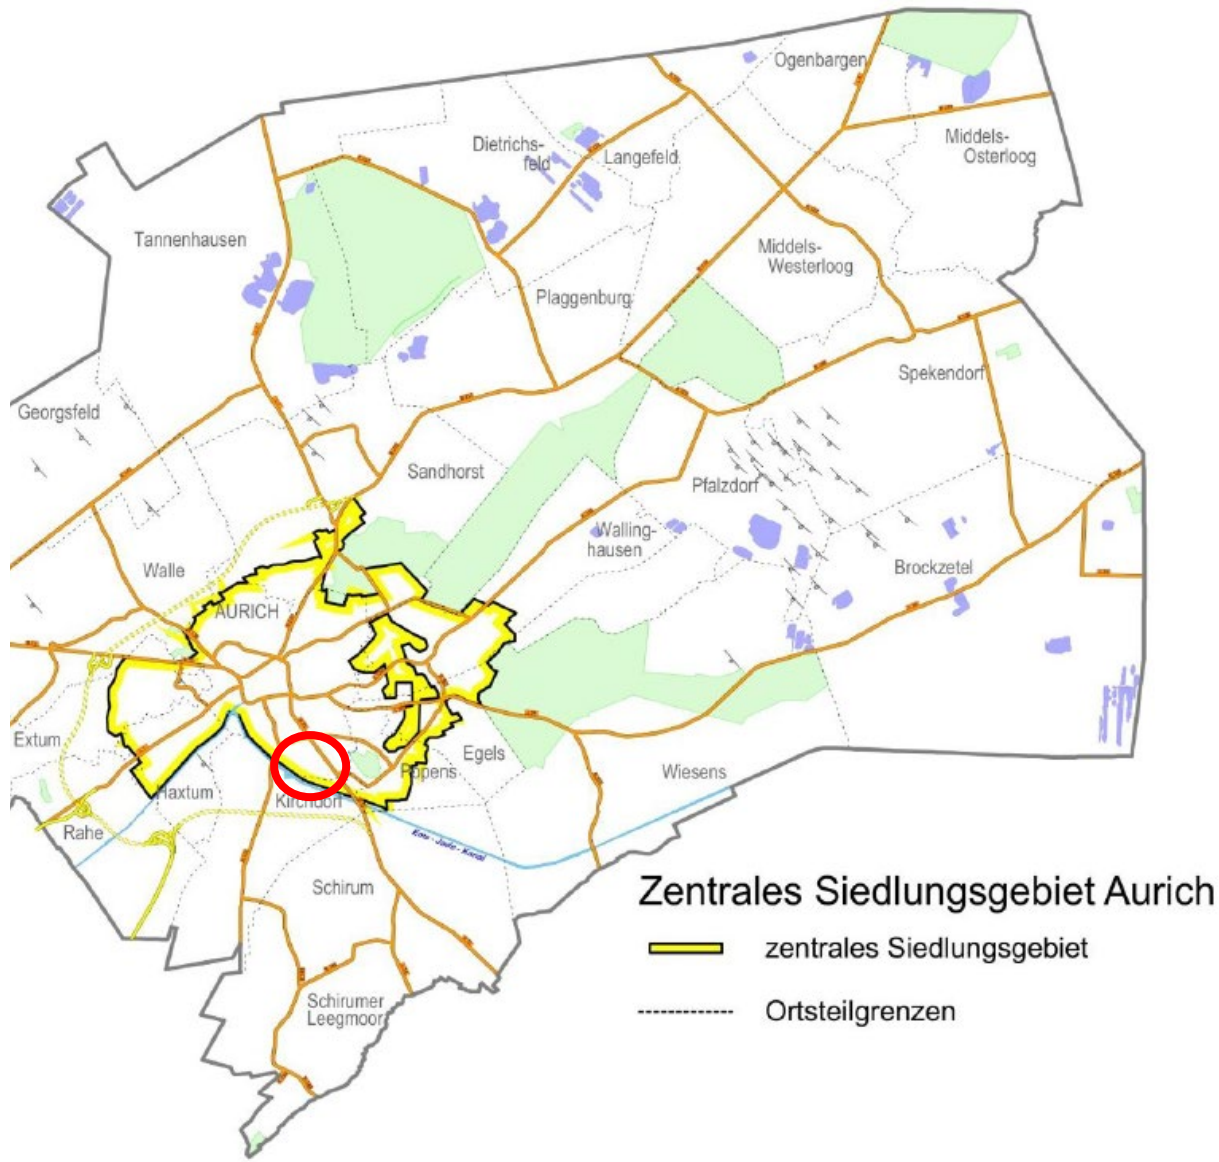 Ogenbargen
Middels-
Osterloog
Dietrichs-
feld
Langefeld
Tannenhausen
Middels-
Westerloog
Plaggenburg
Spekendorf
Georgsfeld
Sandhorst
Pfalzdorf
Walling-
hausen
Walle
Brockzetel
AURICH
Extum
Egels
Popens
Wiesens
Haxtum
Kirchdorf
Rahe
Ems-Jade-Kanal
Schirum
Zentrales Siedlungsgebiet Aurich
zentrales Siedlungsgebiet
Ortsteilgrenzen
Schirumer
Leegmoor